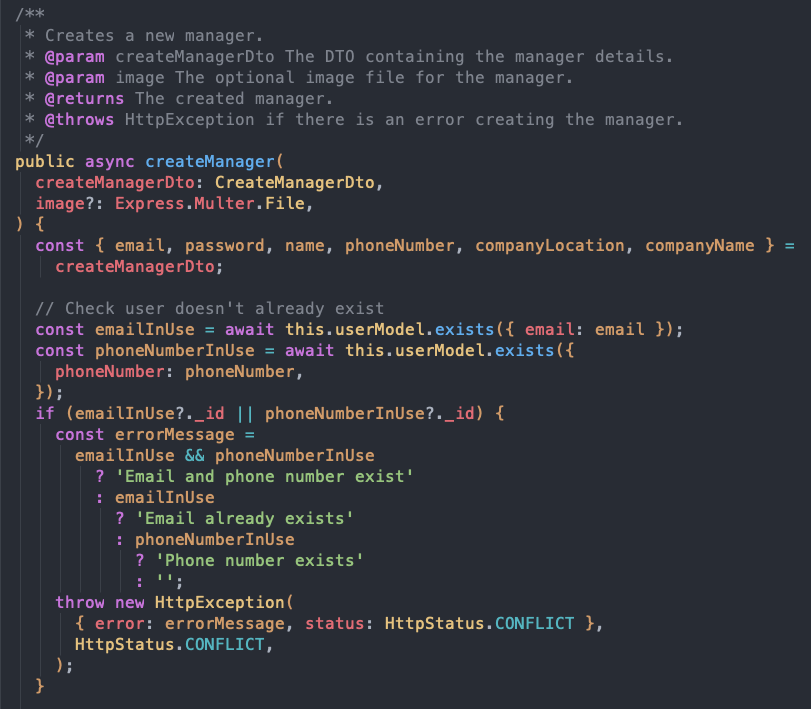 /**
 * Creates a new manager.
 * @param createManagerDto The DTO containing the manager details.
 * @param image The optional image file for the manager.
 * @returns The created manager.
 * @throws HttpException if there is an error creating the manager.
 */
public async createManager(
  createManagerDto: CreateManagerDto,
  image?: Express.Multer.File,
) {
  const { email, password, name, phoneNumber, companyLocation, companyName } =
    createManagerDto;

  // Check user doesn't already exist
  const emailInUse = await this.userModel.exists({ email: email });
  const phoneNumberInUse = await this.userModel.exists({
    phoneNumber: phoneNumber,
  });
  if (emailInUse?._id || phoneNumberInUse?._id) {
    const errorMessage =
      emailInUse && phoneNumberInUse
        ? 'Email and phone number exist'
        : emailInUse
          ? 'Email already exists'
          : phoneNumberInUse
            ? 'Phone number exists'
            : '';
    throw new HttpException(
      { error: errorMessage, status: HttpStatus.CONFLICT },
      HttpStatus.CONFLICT,
    );
  }